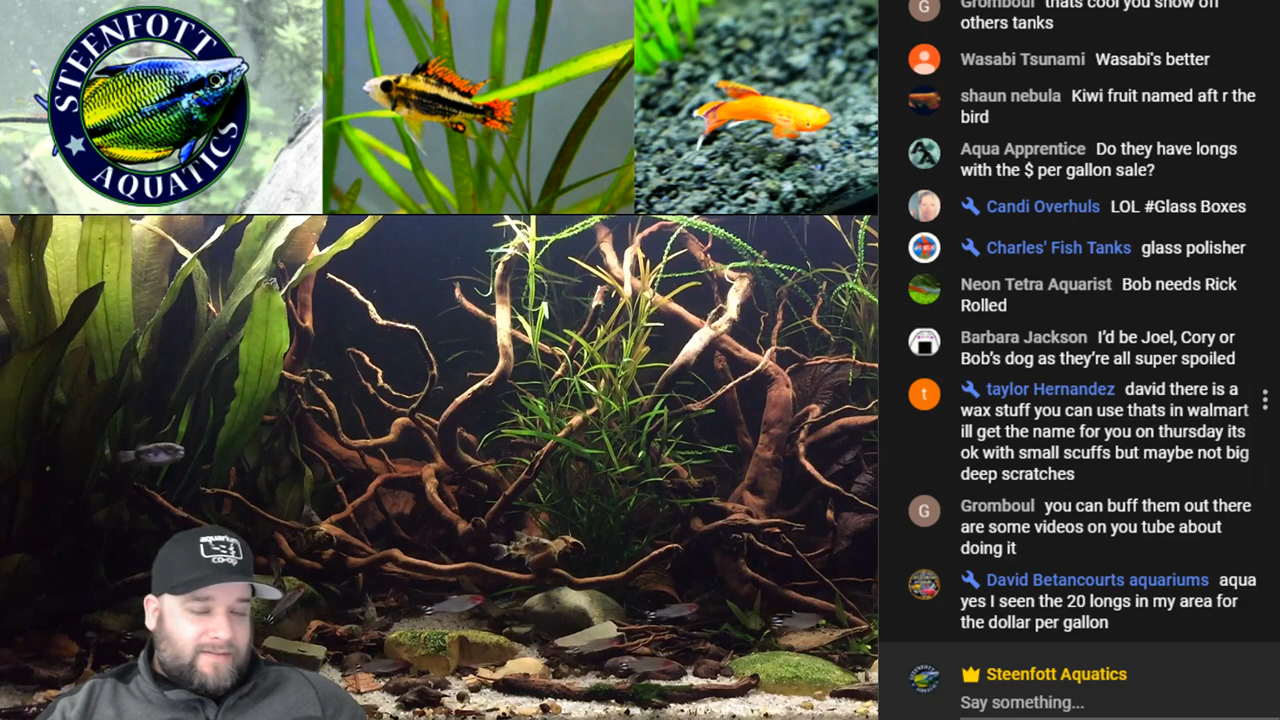 STEENFOTT
AQUATICS
aquarium
co-op
Gromboul thats cool you show off
others tanks
Wasabi Tsunami Wasabi's better
shaun nebula Kiwi fruit named aft r the
bird
Aqua Apprentice Do they have longs
with the $ per gallon sale?
Candi Overhuls LOL #Glass Boxes
Charles' Fish Tanks glass polisher
Neon Tetra Aquarist Bob needs Rick
Rolled
Barbara Jackson I'd be Joel, Cory or
Bob's dog as they're all super spoiled
t
taylor Hernandez david there is a
wax stuff you can use thats in walmart
ill get the name for you on thursday its
ok with small scuffs but maybe not big
deep scratches
G
Gromboul you can buff them out there
are some videos on you tube about
doing it
David Betancourts aquariums aqua
yes I seen the 20 longs in my area for
the dollar per gallon
Steenfott Aquatics
Say something...